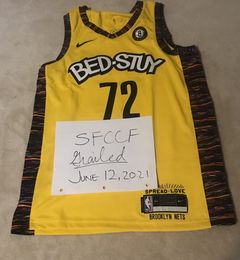 BED-STUY
72
SFCCF
Grailed
JUNE 12, 2021
SPREAD·LOVE
BROOKLYN NETS